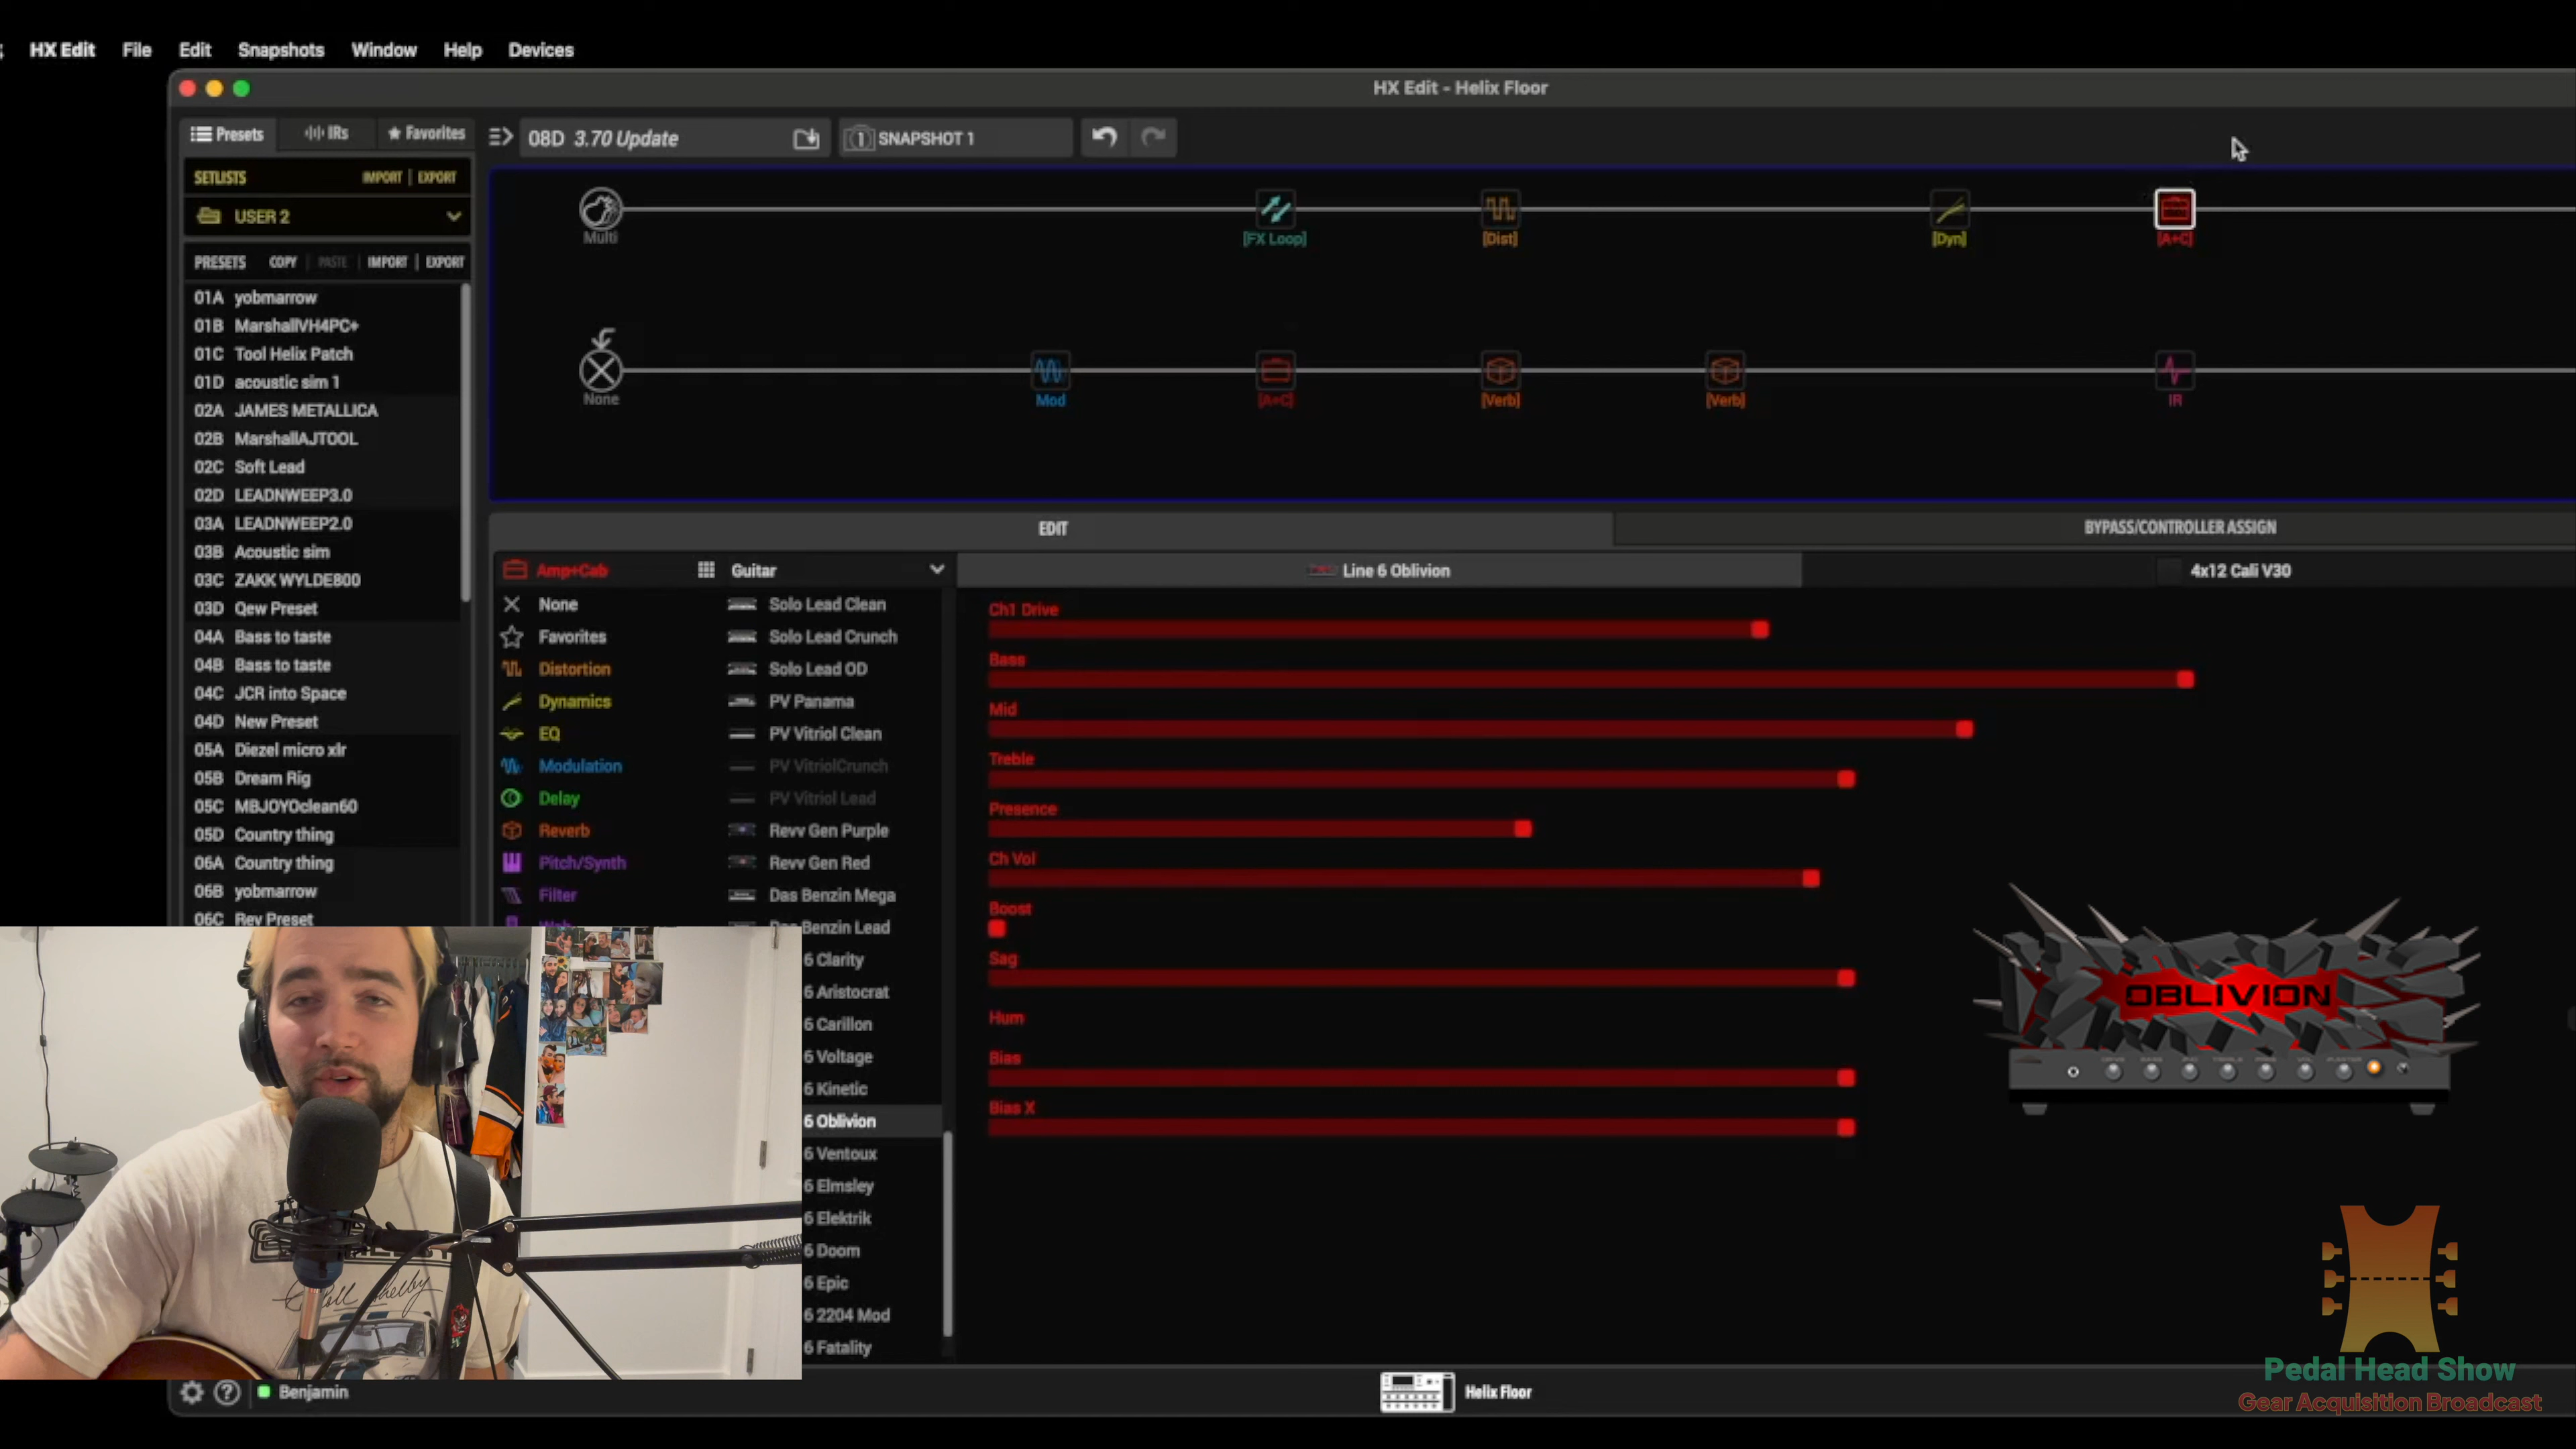 HX Edit File Edit Snapshots Window Help Devices
HX Edit - Helix Floor
Presets IRs Favorites
08D 3.70 Update
1 SNAPSHOT 1
SETLISTS IMPORT | EXPORT
USER 2
PRESETS COPY | PASTE | IMPORT | EXPORT
01A yobmarrow
01B MarshallVH4PC+
01C Tool Helix Patch
01D acoustic sim 1
02A JAMES METALLICA
02B MarshallAJTOOL
02C Soft Lead
02D LEADNWEEP3.0
03A LEADNWEEP2.0
03B Acoustic sim
03C ZAKK WYLDE800
03D Qew Preset
04A Bass to taste
04B Bass to taste
04C JCR into Space
04D New Preset
05A Diezel micro xlr
05B Dream Rig
05C MBJOYOclean60
05D Country thing
06A Country thing
06B yobmarrow
06C Rev Preset
Multi
[FX Loop]
[Dist]
[Dyn]
[A+C]
None
Mod
[A+C]
[Verb]
[Verb]
IR
EDIT
BYPASS/CONTROLLER ASSIGN
Amp+Cab
None
Favorites
Distortion
Dynamics
EQ
Modulation
Delay
Reverb
Pitch/Synth
Filter
Guitar
Solo Lead Clean
Solo Lead Crunch
Solo Lead OD
PV Panama
PV Vitriol Clean
PV VitriolCrunch
PV Vitriol Lead
Revv Gen Purple
Revv Gen Red
Das Benzin Mega
Benzin Lead
6 Clarity
6 Aristocrat
6 Carillon
6 Voltage
6 Kinetic
6 Oblivion
6 Ventoux
6 Elmsley
6 Elektrik
6 Doom
6 Epic
6 2204 Mod
6 Fatality
Line 6 Oblivion
4x12 Cali V30
Ch1 Drive
Bass
Mid
Treble
Presence
Ch Vol
Boost
Sag
Hum
Bias
Bias X
OBLIVION
Shelby
Pedal Head Show
Gear Acquisition Broadcast
Benjamin
Helix Floor